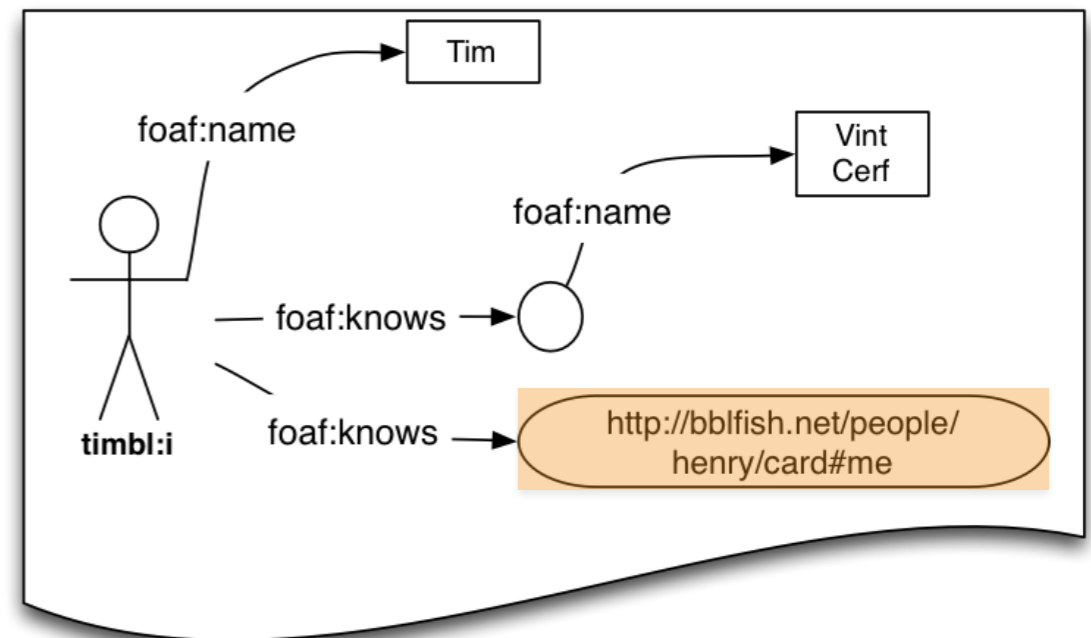 Tim
foaf:name
Vint
Cerf
foaf:name
foaf:knows
timbl:i
foaf:knows
http://bblfish.net/people/
henry/card#me